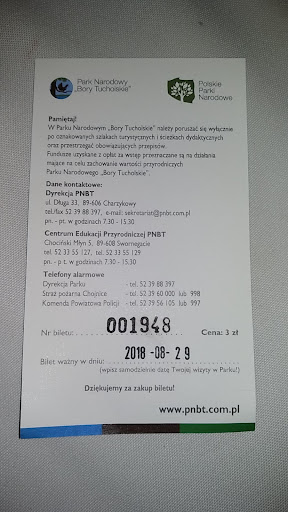 Park Narodowy
„Bory Tucholskie"
Polskie
Parki
Narodowe
Pamiętaj!
W Parku Narodowym „Bory Tucholskie" należy poruszać się wyłącznie
po oznakowanych szlakach turystycznych i ścieżkach dydaktycznych
oraz przestrzegać obowiązujących przepisów.
Fundusze uzyskane z opłat za wstęp przeznaczane są na działania
mające na celu zachowanie wartości przyrodniczych
Parku Narodowego „Bory Tucholskie".
Dane kontaktowe:
Dyrekcja PNBT
ul. Długa 33, 89-606 Charzykowy
tel./fax 52 39 88 397, e-mail: sekretariat@pnbt.com.pl
pn. - pt. w godzinach 7:30 - 15:30
Centrum Edukacji Przyrodniczej PNBT
Chociński Młyn 5, 89-608 Swornegacie
tel. 52 33 55 127, tel. 52 33 55 129
pn. - pt. w godzinach 7:30 - 15:30
Telefony alarmowe
Dyrekcja Parku - tel. 52 39 88 397
Straż pożarna Chojnice - tel. 52 39 60 000 lub 998
Komenda Powiatowa Policji - tel. 52 39 56 105 lub 997
Nr biletu: 001948 Cena: 3 zł
Bilet ważny w dniu: 2018 -08- 29
(wpisz samodzielnie datę Twojej wizyty w Parku)
Dziękujemy za zakup biletu!
www.pnbt.com.pl